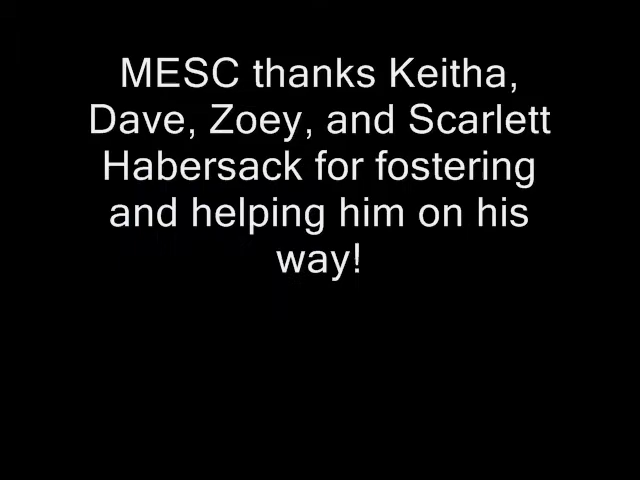 MESC thanks Keitha,
Dave, Zoey, and Scarlett
Habersack for fostering
and helping him on his
way!